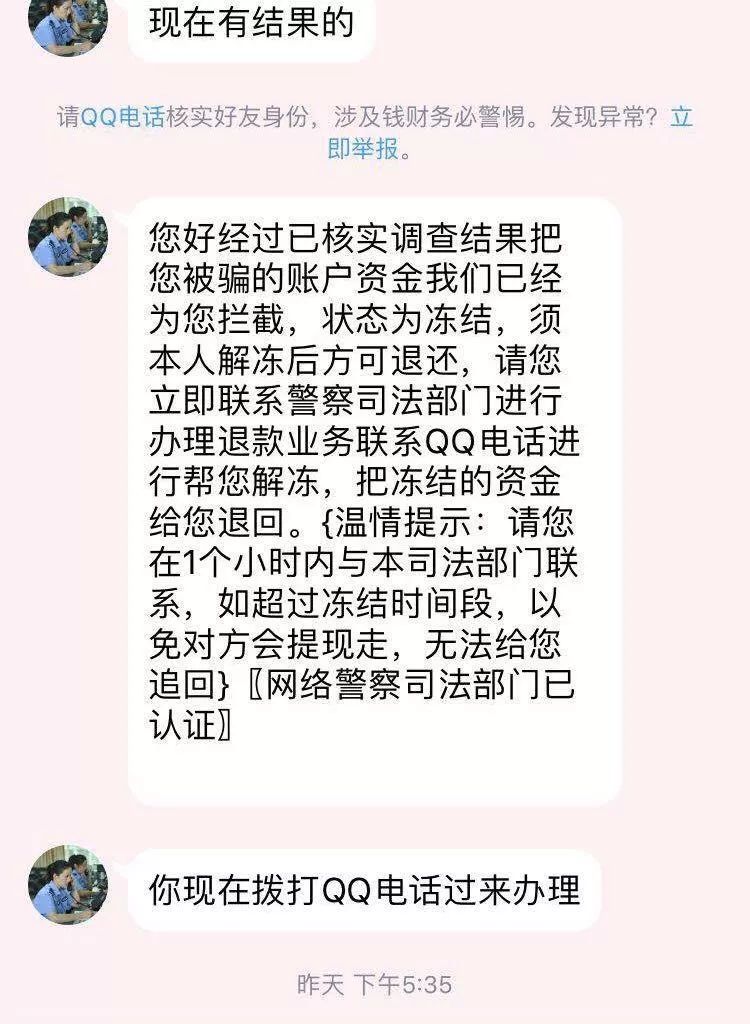 现在有结果的
请QQ电话核实好友身份，涉及钱财务必警惕。发现异常？立
即举报。
您好经过已核实调查结果把
您被骗的账户资金我们已经
为您拦截，状态为冻结，须
本人解冻后方可退还，请您
立即联系警察司法部门进行
办理退款业务联系QQ电话进
行帮您解冻，把冻结的资金
给您退回。{温情提示：请您
在1个小时内与本司法部门联
系，如超过冻结时间段，以
免对方会提现走，无法给您
追回}〖网络警察司法部门已
认证〗
你现在拨打QQ电话过来办理
昨天 下午5:35